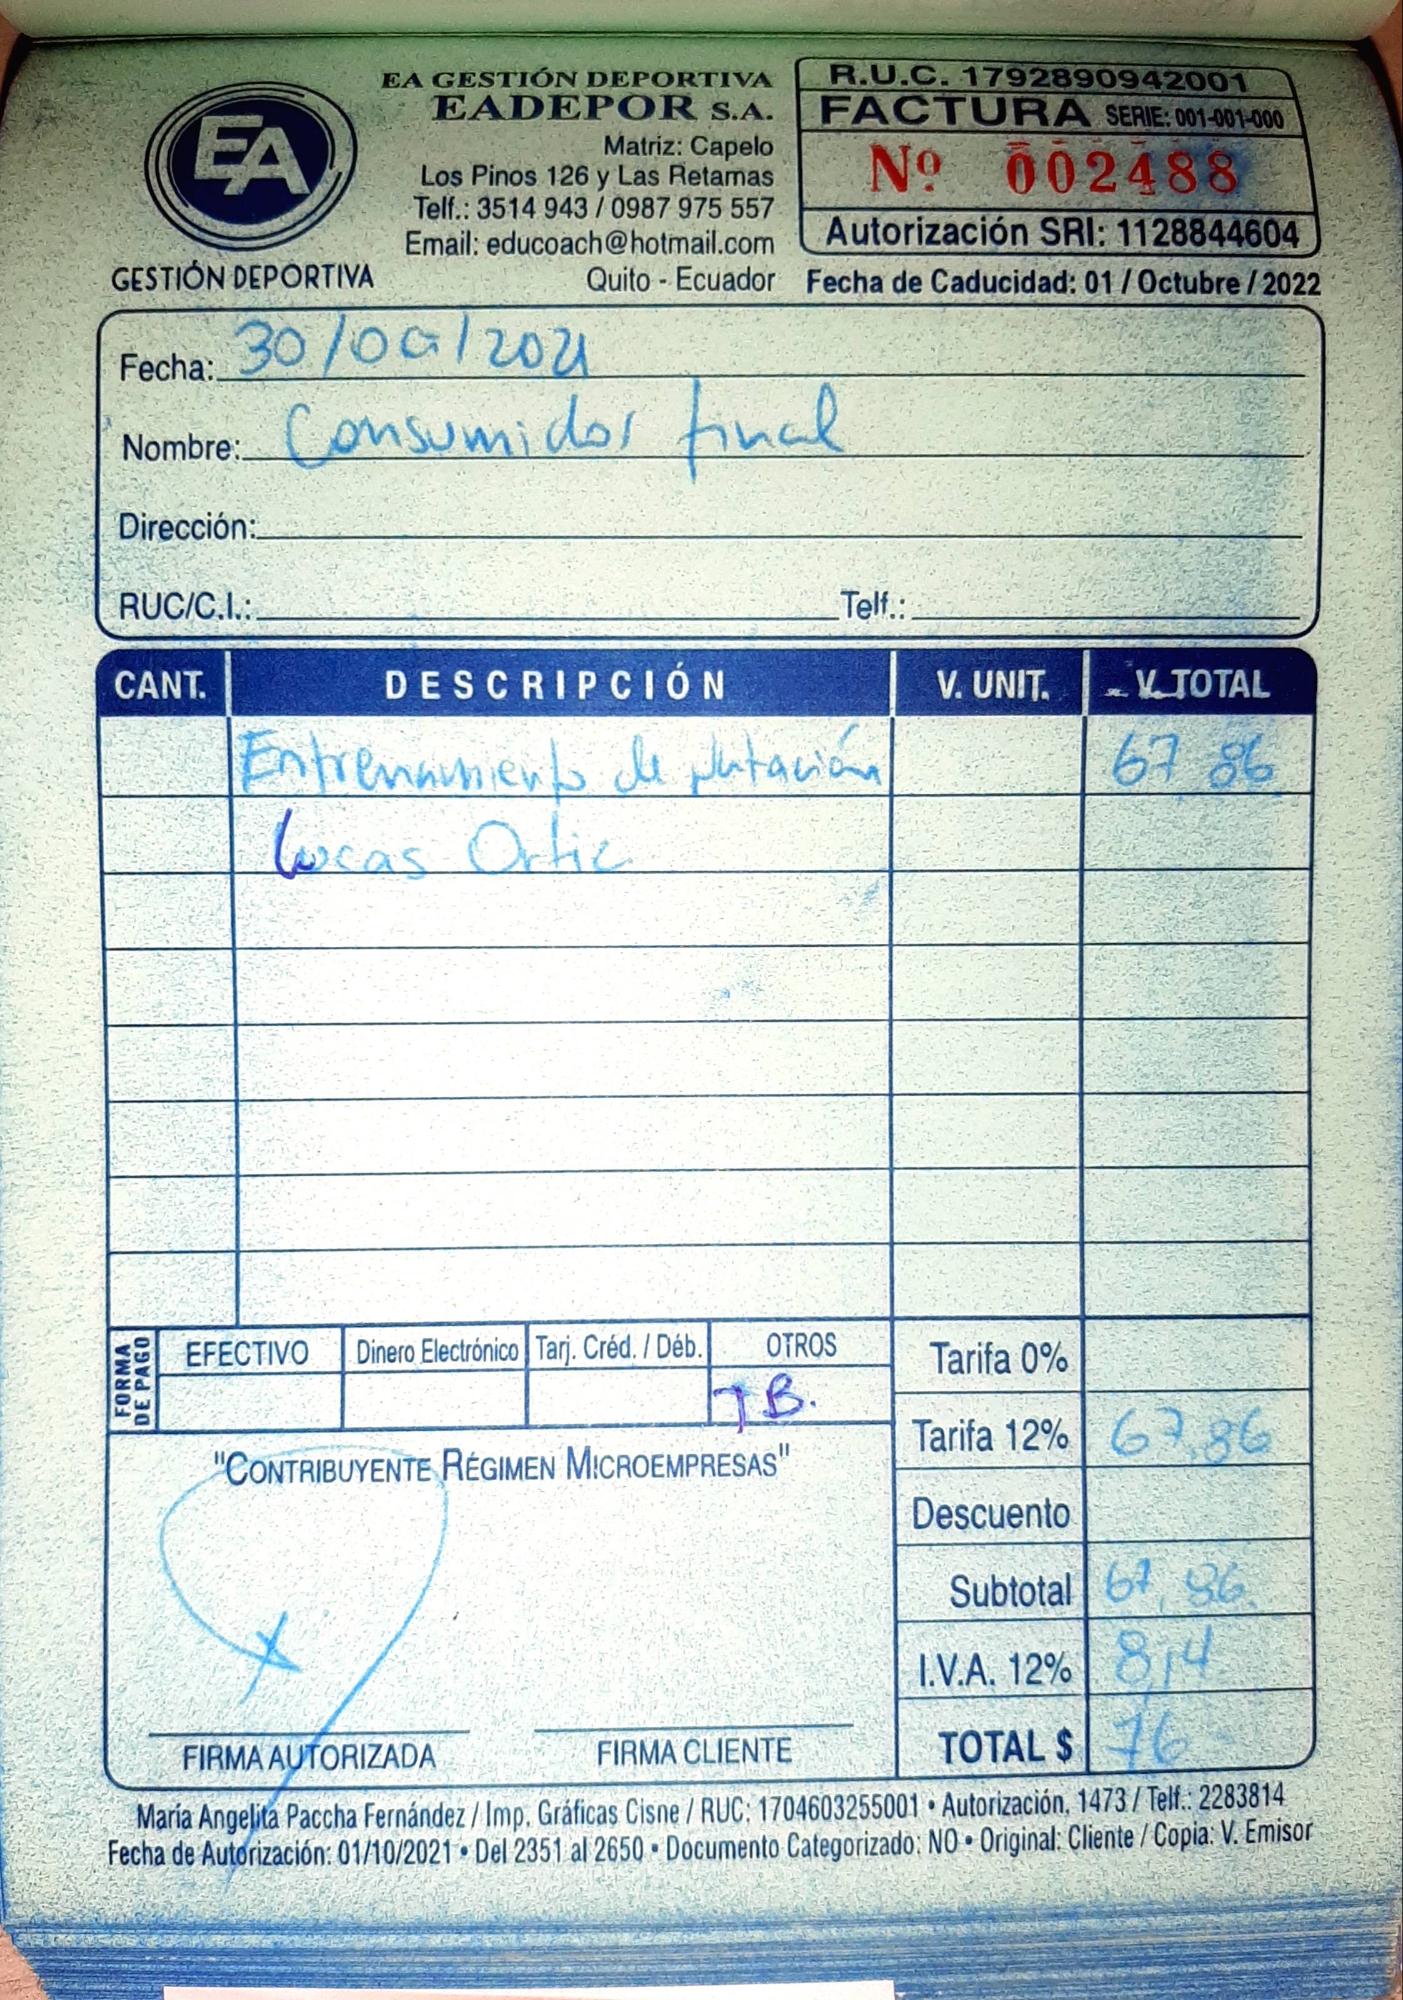 EA
GESTIÓN DEPORTIVA
EA GESTIÓN DEPORTIVA
EADEPOR S.A.
Matriz: Capelo
Los Pinos 126 y Las Retamas
Telf.: 3514 943 / 0987 975 557
Email: educoach@hotmail.com
Quito - Ecuador
R.U.C. 1792890942001
FACTURA SERIE: 001-001-000
Nº 002488
Autorización SRI: 1128844604
Fecha de Caducidad: 01 / Octubre / 2022
Fecha: 30/ /2021
Nombre: Consumidor final
Dirección:
RUC/C.I.: Telf.:
CANT. DESCRIPCIÓN V. UNIT. V. TOTAL
Entrenamiento de natación 67 86
Lucas Ortiz
FORMA DE PAGO
EFECTIVO Dinero Electrónico Tarj. Créd. / Déb. OTROS
TB.
Tarifa 0%
Tarifa 12% 67,86
Descuento
Subtotal 67,86
I.V.A. 12% 8,14
TOTAL $ 76
"CONTRIBUYENTE RÉGIMEN MICROEMPRESAS"
FIRMA AUTORIZADA FIRMA CLIENTE
María Angelita Paccha Fernández / Imp. Gráficas Cisne / RUC: 1704603255001 • Autorización. 1473 / Telf.: 2283814
Fecha de Autorización: 01/10/2021 • Del 2351 al 2650 • Documento Categorizado: NO • Original: Cliente / Copia: V. Emisor